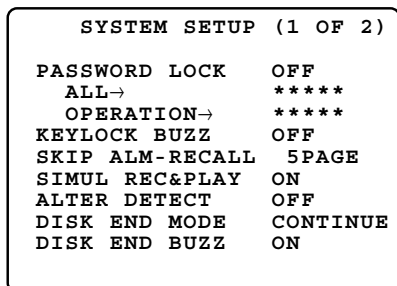 SYSTEM SETUP (1 OF 2)
PASSWORD LOCK OFF
ALL→ *****
OPERATION→ *****
KEYLOCK BUZZ OFF
SKIP ALM-RECALL 5PAGE
SIMUL REC&PLAY ON
ALTER DETECT OFF
DISK END MODE CONTINUE
DISK END BUZZ ON